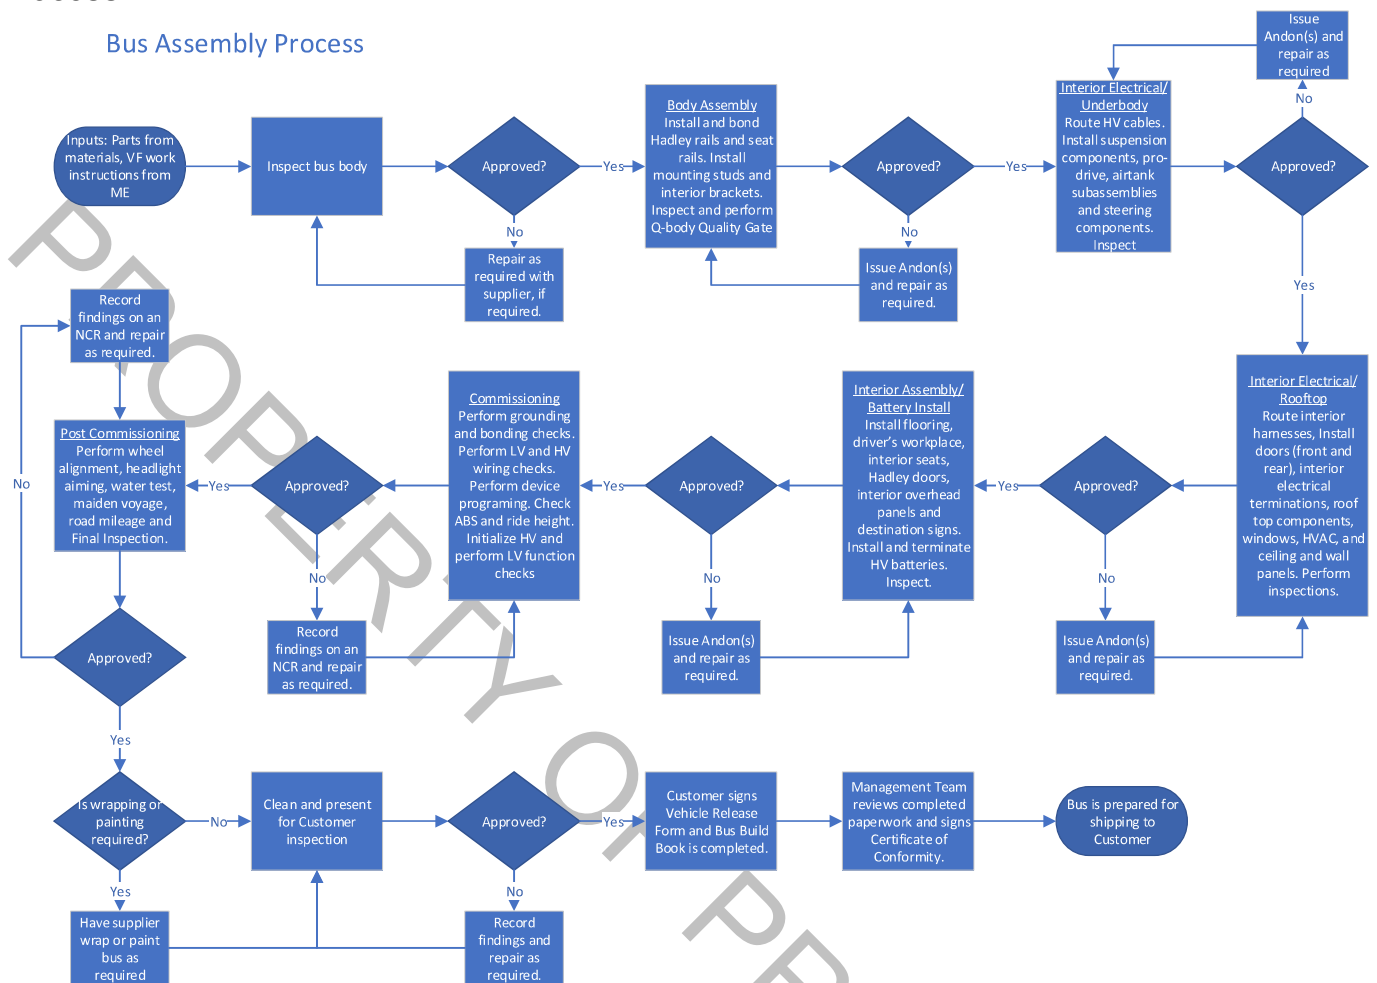 Bus Assembly Process
Inputs: Parts from
materials, VF work
instructions from
ME
Inspect bus body
Approved?
Yes
No
Repair as
required with
supplier, if
required.
Body Assembly
Install and bond
Hadley rails and seat
rails. Install
mounting studs and
interior brackets.
Inspect and perform
Q-body Quality Gate
Approved?
Yes
No
Issue Andon(s)
and repair as
required.
Interior Electrical/
Underbody
Route HV cables.
Install suspension
components, pro-
drive, airtank
subassemblies
and steering
components.
Inspect
Approved?
No
Issue
Andon(s) and
repair as
required
Yes
Interior Electrical/
Rooftop
Route interior
harnesses, Install
doors (front and
rear), interior
electrical
terminations, roof
top components,
windows, HVAC, and
ceiling and wall
panels. Perform
inspections.
Approved?
Yes
No
Issue Andon(s)
and repair as
required.
Interior Assembly/
Battery Install
Install flooring,
driver’s workplace,
interior seats,
Hadley doors,
interior overhead
panels and
destination signs.
Install and terminate
HV batteries.
Inspect.
Approved?
Yes
No
Issue Andon(s)
and repair as
required.
Commissioning
Perform grounding
and bonding checks.
Perform LV and HV
wiring checks.
Perform device
programing. Check
ABS and ride height.
Initialize HV and
perform LV function
checks
Approved?
Yes
No
Record
findings on an
NCR and repair
as required.
Post Commissioning
Perform wheel
alignment, headlight
aiming, water test,
maiden voyage,
road mileage and
Final Inspection.
Approved?
No
Record
findings on an
NCR and repair
as required.
Yes
Is wrapping or
painting
required?
No
Yes
Have supplier
wrap or paint
bus as
required
Clean and present
for Customer
inspection
Approved?
Yes
No
Record
findings and
repair as
required.
Customer signs
Vehicle Release
Form and Bus Build
Book is completed.
Management Team
reviews completed
paperwork and signs
Certificate of
Conformity.
Bus is prepared for
shipping to
Customer
PROPERTY OF